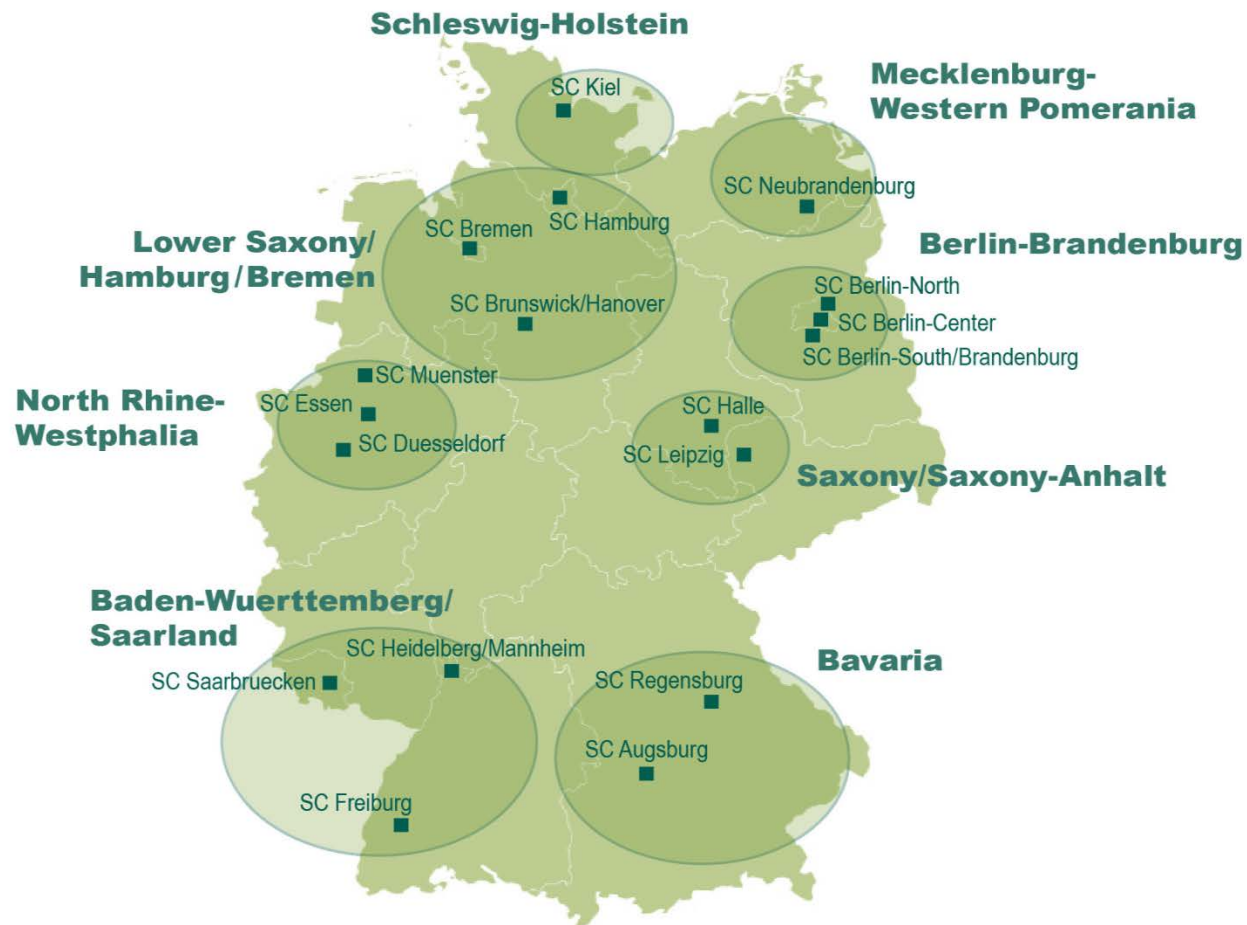 Schleswig-Holstein
SC Kiel
Mecklenburg-
Western Pomerania
SC Neubrandenburg
Lower Saxony/
Hamburg/Bremen
SC Hamburg
SC Bremen
SC Brunswick/Hanover
Berlin-Brandenburg
SC Berlin-North
SC Berlin-Center
SC Berlin-South/Brandenburg
North Rhine-
Westphalia
SC Muenster
SC Essen
SC Duesseldorf
SC Halle
SC Leipzig
Saxony/Saxony-Anhalt
Baden-Wuerttemberg/
Saarland
SC Heidelberg/Mannheim
SC Saarbruecken
SC Freiburg
Bavaria
SC Regensburg
SC Augsburg